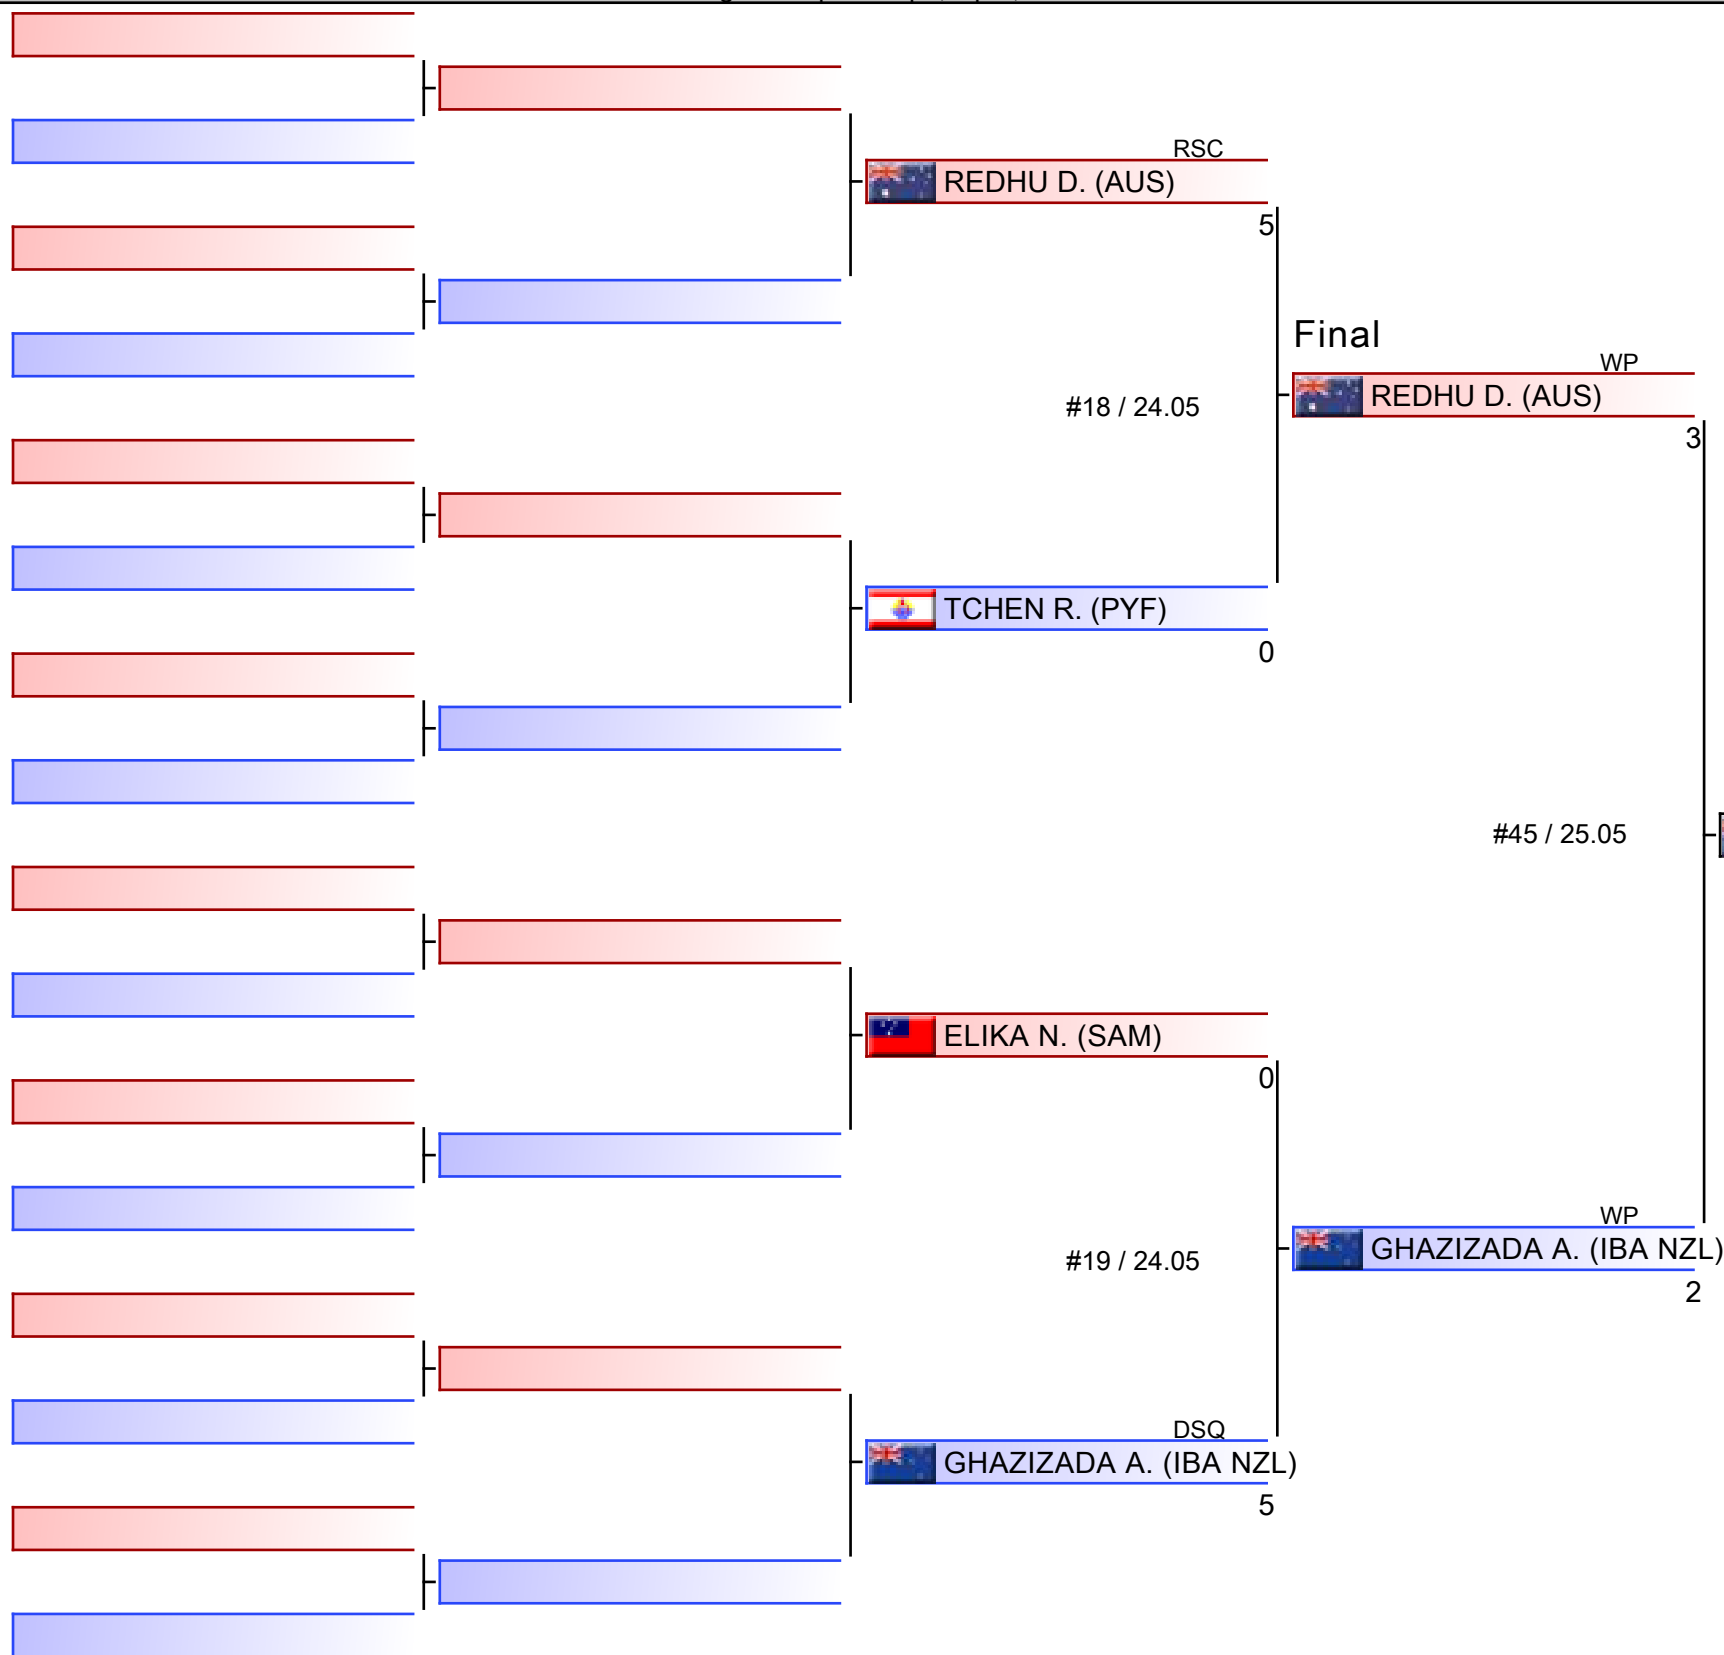 RSC
REDHU D. (AUS)
5
Final
WP
REDHU D. (AUS)
#18 / 24.05
3
TCHEN R. (PYF)
0
#45 / 25.05
ELIKA N. (SAM)
0
WP
GHAZIZADA A. (IBA NZL)
#19 / 24.05
2
DSQ
GHAZIZADA A. (IBA NZL)
5